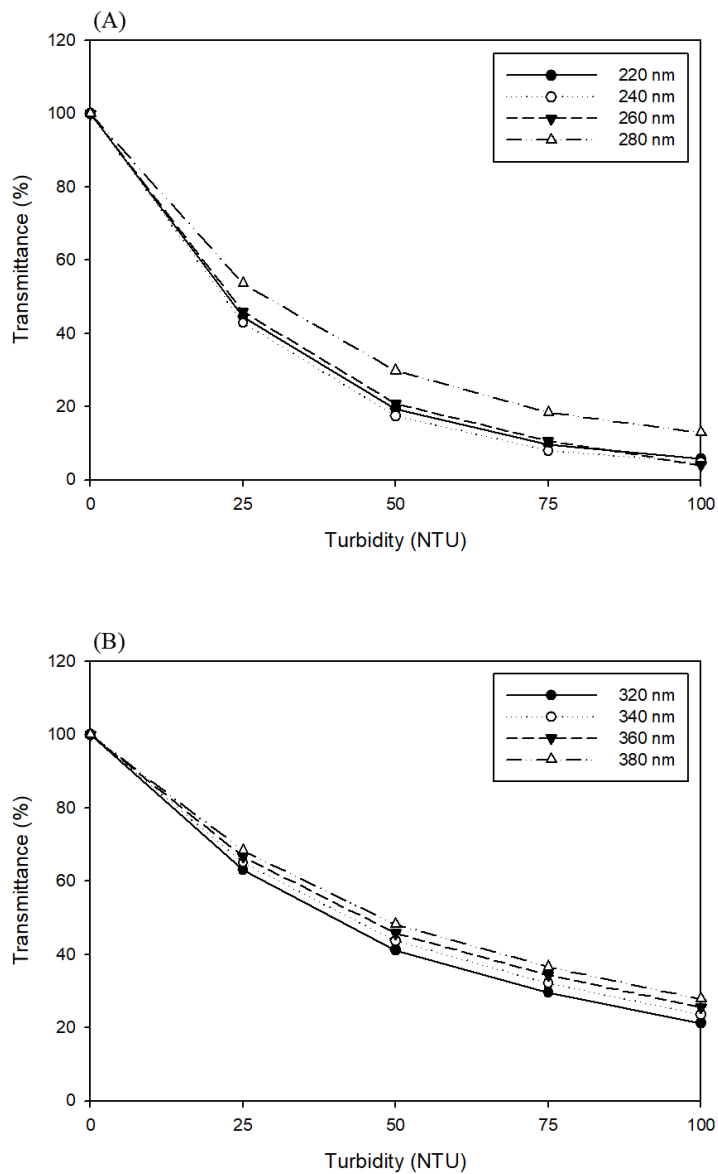 (A)
120
100
80
60
40
20
0
Transmittance (%)
220 nm
240 nm
260 nm
280 nm
0 25 50 75 100
Turbidity (NTU)
(B)
120
100
80
60
40
20
0
Transmittance (%)
320 nm
340 nm
360 nm
380 nm
0 25 50 75 100
Turbidity (NTU)